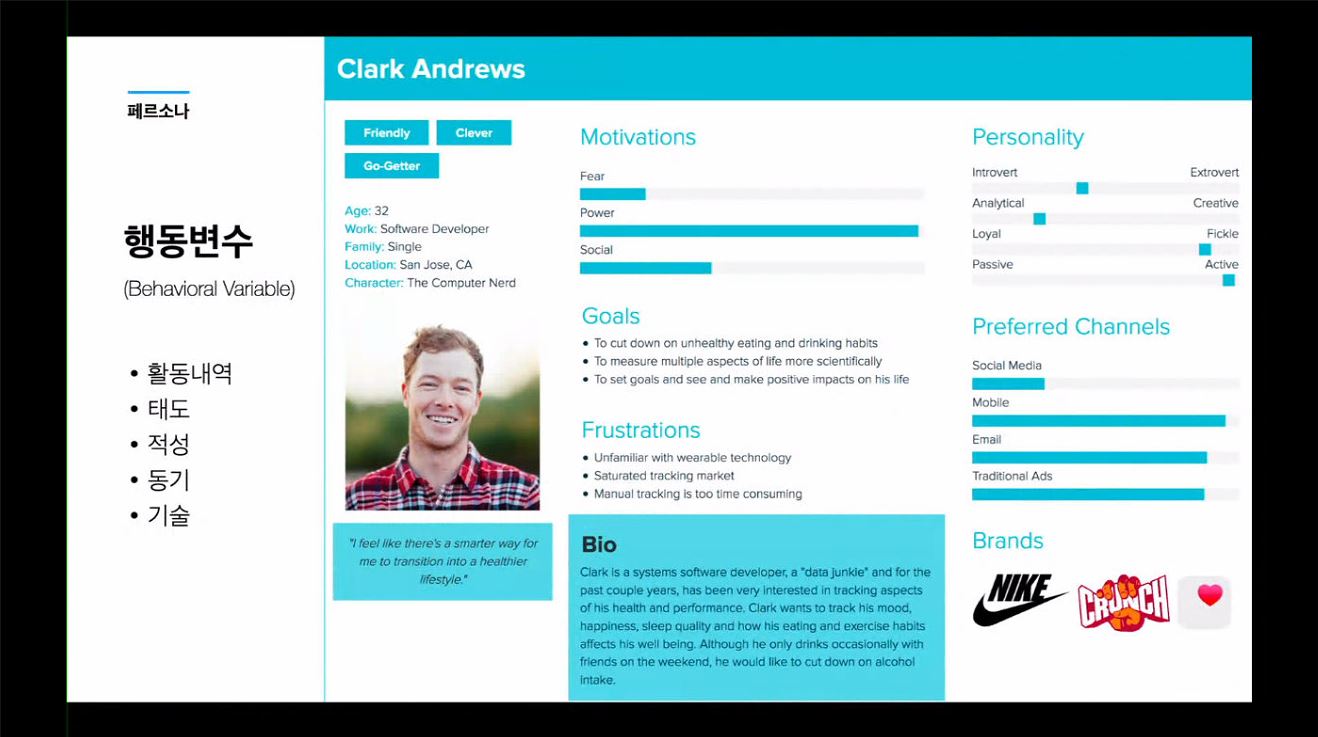 페르소나
행동변수
(Behavioral Variable)
• 활동내역
• 태도
• 적성
• 동기
• 기술
Clark Andrews
Friendly
Clever
Go-Getter
Age: 32
Work: Software Developer
Family: Single
Location: San Jose, CA
Character: The Computer Nerd
"I feel like there's a smarter way for
me to transition into a healthier
lifestyle."
Motivations
Fear
Power
Social
Goals
• To cut down on unhealthy eating and drinking habits
• To measure multiple aspects of life more scientifically
• To set goals and see and make positive impacts on his life
Frustrations
• Unfamiliar with wearable technology
• Saturated tracking market
• Manual tracking is too time consuming
Bio
Clark is a systems software developer, a "data junkie" and for the
past couple years, has been very interested in tracking aspects
of his health and performance. Clark wants to track his mood,
happiness, sleep quality and how his eating and exercise habits
affects his well being. Although he only drinks occasionally with
friends on the weekend, he would like to cut down on alcohol
intake.
Personality
Introvert Extrovert
Analytical Creative
Loyal Fickle
Passive Active
Preferred Channels
Social Media
Mobile
Email
Traditional Ads
Brands
NIKE
CRUNCH